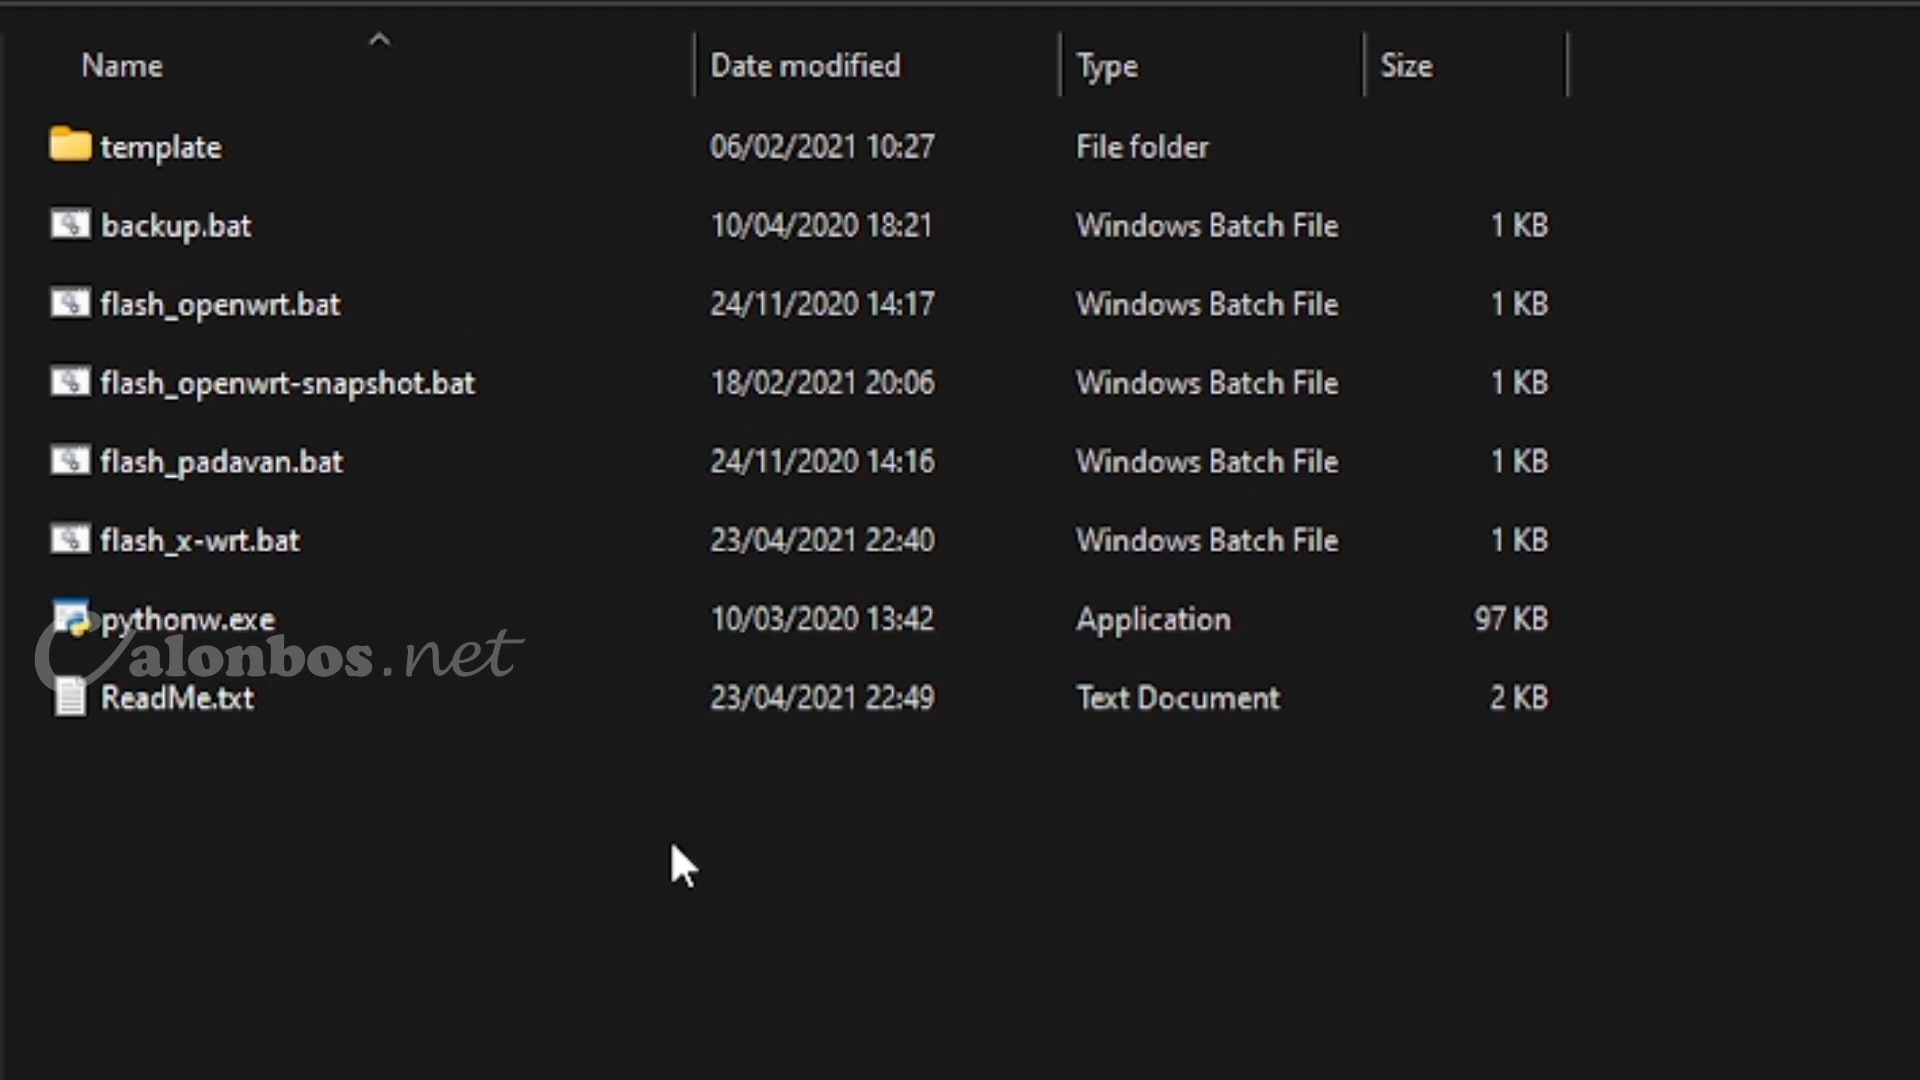 Name Date modified Type Size
template 06/02/2021 10:27 File folder
backup.bat 10/04/2020 18:21 Windows Batch File 1 KB
flash_openwrt.bat 24/11/2020 14:17 Windows Batch File 1 KB
flash_openwrt-snapshot.bat 18/02/2021 20:06 Windows Batch File 1 KB
flash_padavan.bat 24/11/2020 14:16 Windows Batch File 1 KB
flash_x-wrt.bat 23/04/2021 22:40 Windows Batch File 1 KB
pythonw.exe 10/03/2020 13:42 Application 97 KB
Calonbos.net
ReadMe.txt 23/04/2021 22:49 Text Document 2 KB